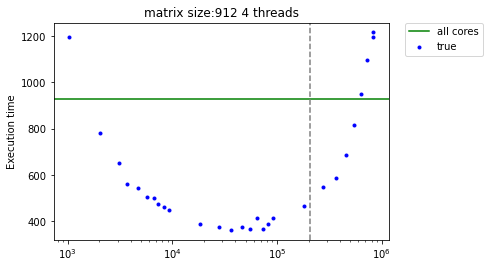 matrix size:912 4 threads
all cores
true
Execution time
1200
1000
800
600
400
10³ 10⁴ 10⁵ 10⁶